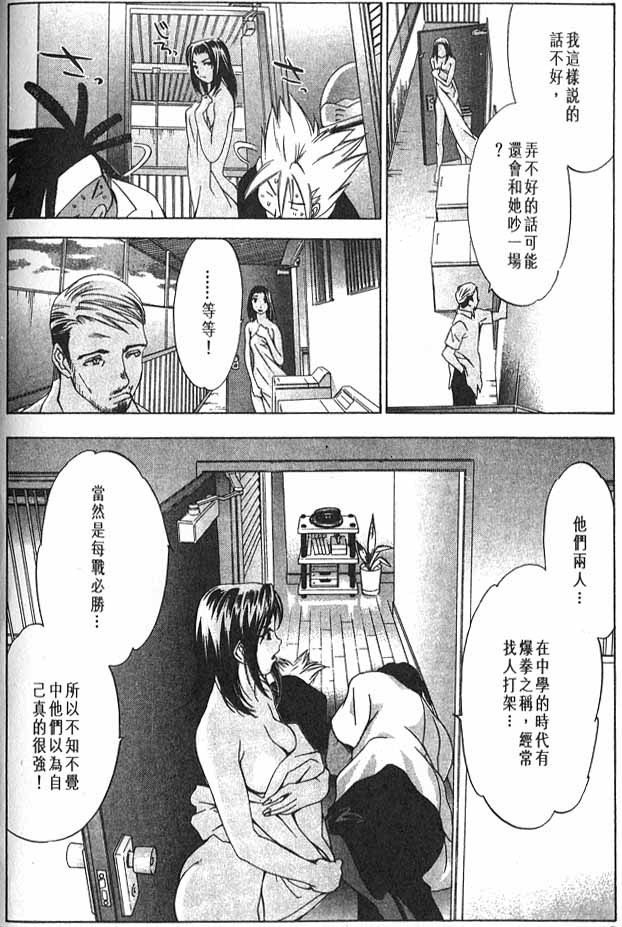 我這樣說的
話不好，
弄不好的話可能
還會和她吵一場
？
……等等！
他們兩人…
在中學的時代有
爆拳之稱，經常
找人打架…
當然是每戰必勝…
所以不知不覺
中他們以為自
己真的很強！